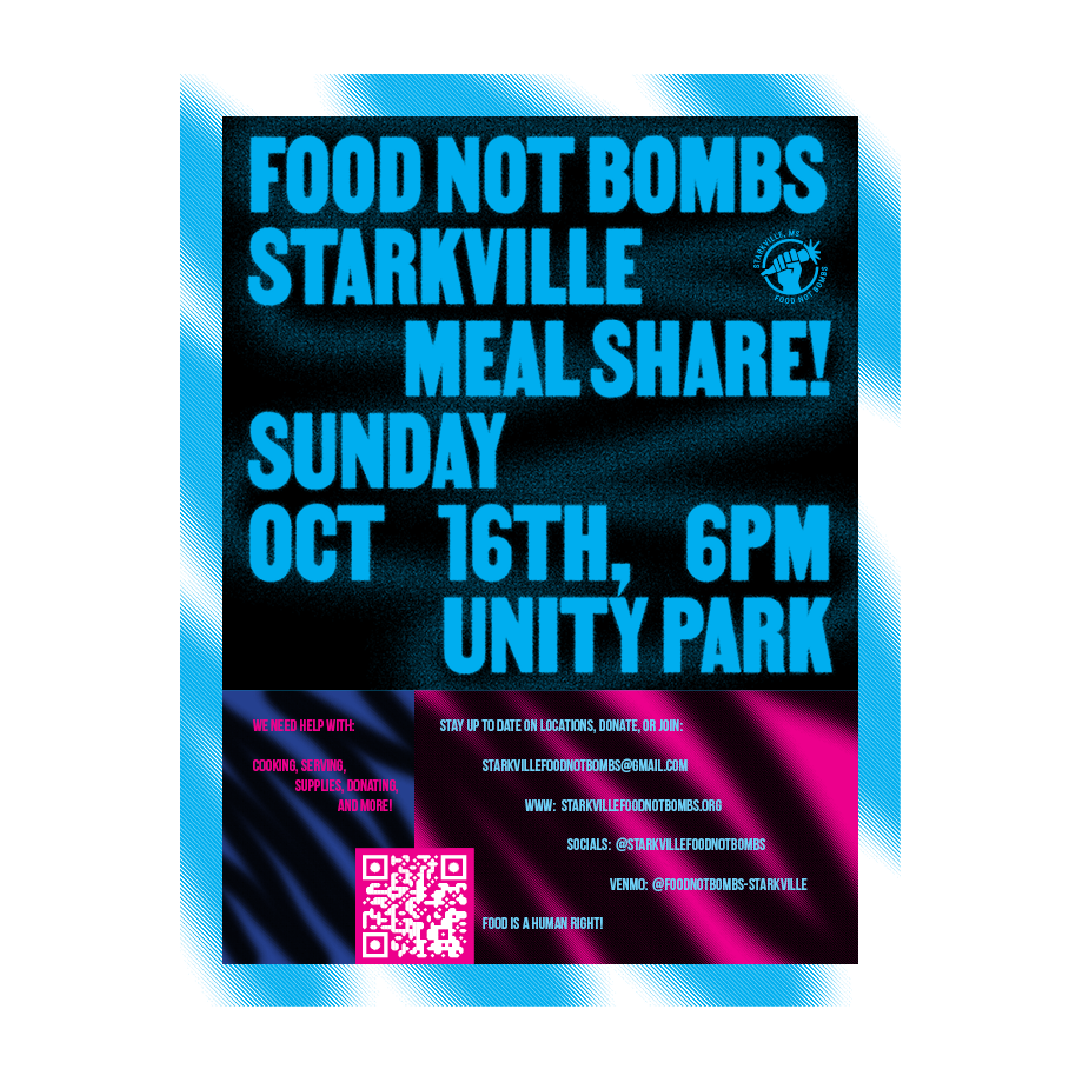 FOOD NOT BOMBS
STARKVILLE
STARKVILLE, MS
FOOD NOT BOMBS
MEAL SHARE!
SUNDAY
OCT 16TH, 6PM
UNITY PARK
WE NEED HELP WITH:
COOKING, SERVING,
SUPPLIES, DONATING,
AND MORE!
STAY UP TO DATE ON LOCATIONS, DONATE, OR JOIN:
STARKVILLEFOODNOTBOMBS@GMAIL.COM
WWW: STARKVILLEFOODNOTBOMBS.ORG
SOCIALS: @STARKVILLEFOODNOTBOMBS
VENMO: @FOODNOTBOMBS-STARKVILLE
FOOD IS A HUMAN RIGHT!